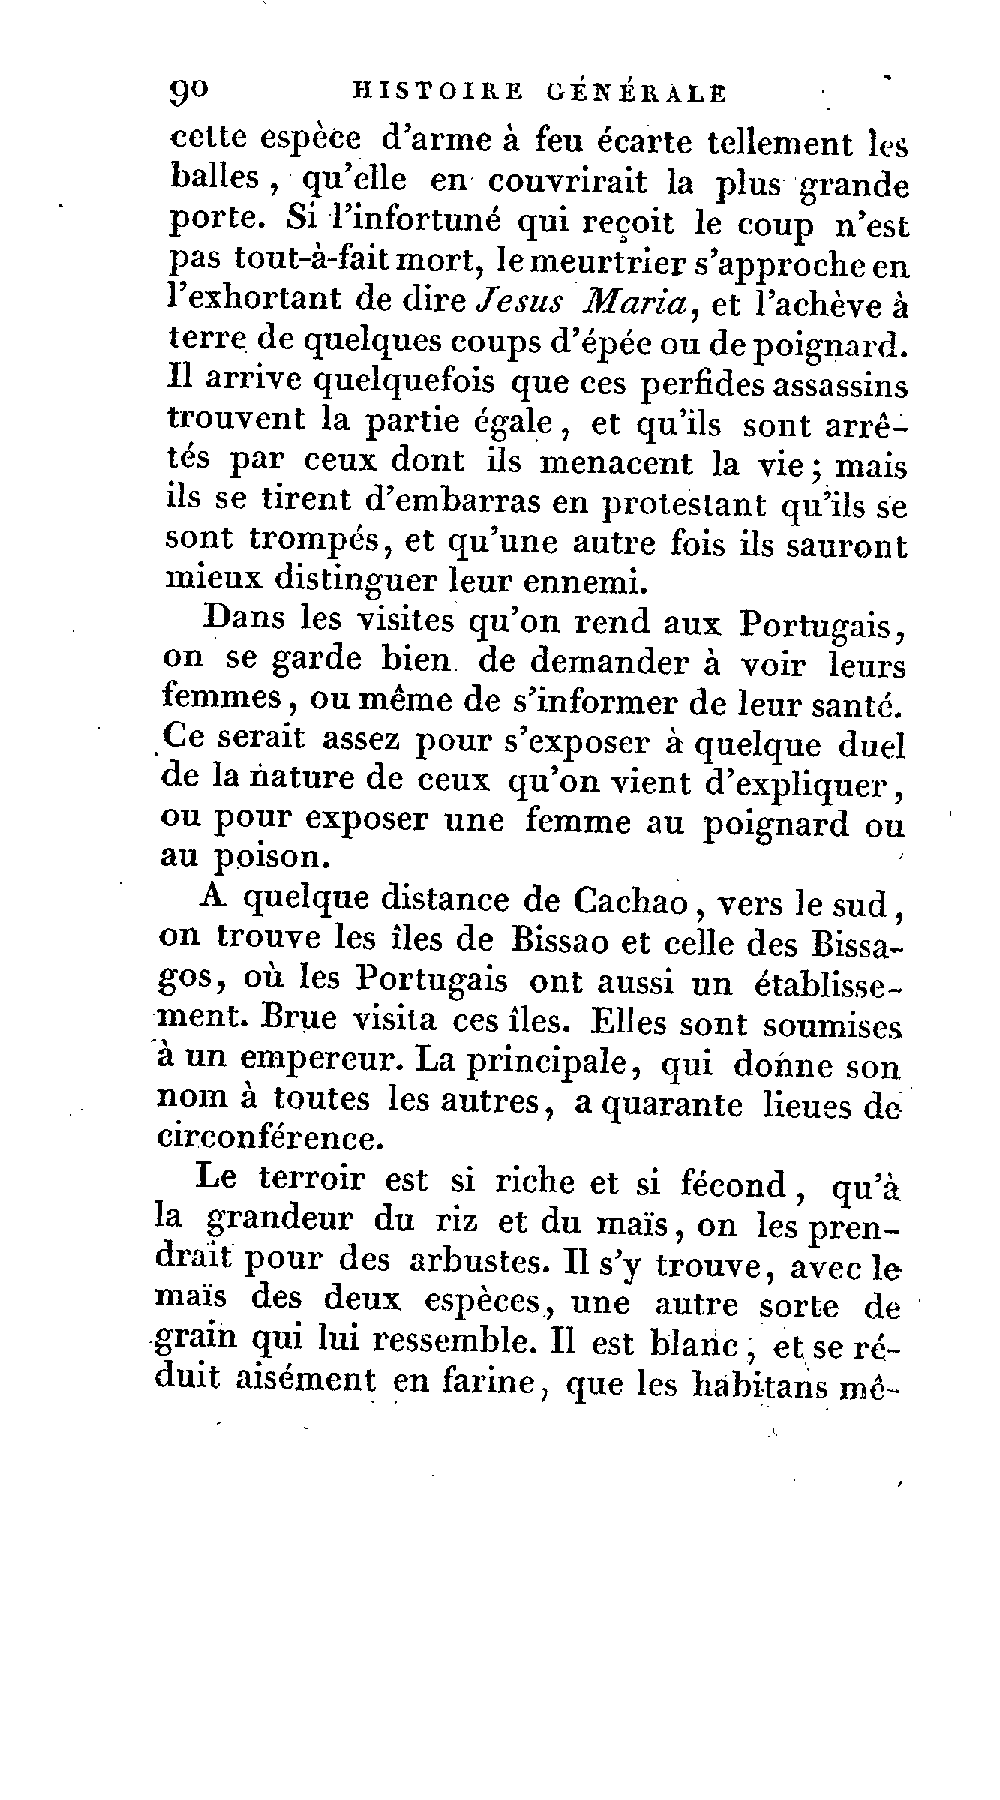 90 HISTOIRE GÉNÉRALE
cette espèce d'arme à feu écarte tellement les
balles, qu'elle en couvrirait la plus grande
porte. Si l'infortuné qui reçoit le coup n'est
pas tout-à-fait mort, le meurtrier s'approche en
l'exhortant de dire Jesus Maria, et l'achève à
terre de quelques coups d'épée ou de poignard.
Il arrive quelquefois que ces perfides assassins
trouvent la partie égale, et qu'ils sont arrê-
tés par ceux dont ils menacent la vie; mais
ils se tirent d'embarras en protestant qu'ils se
sont trompés, et qu'une autre fois ils sauront
mieux distinguer leur ennemi.
Dans les visites qu'on rend aux Portugais,
on se garde bien de demander à voir leurs
femmes, ou même de s'informer de leur santé.
Ce serait assez pour s'exposer à quelque duel
de la nature de ceux qu'on vient d'expliquer,
ou pour exposer une femme au poignard ou
au poison.
A quelque distance de Cachao, vers le sud,
on trouve les îles de Bissao et celle des Bissa-
gos, où les Portugais ont aussi un établisse-
ment. Brue visita ces îles. Elles sont soumises
à un empereur. La principale, qui donne son
nom à toutes les autres, a quarante lieues de
circonférence.
Le terroir est si riche et si fécond, qu'à
la grandeur du riz et du maïs, on les pren-
drait pour des arbustes. Il s'y trouve, avec le
maïs des deux espèces, une autre sorte de
grain qui lui ressemble. Il est blanc, et se ré-
duit aisément en farine, que les habitans mê-